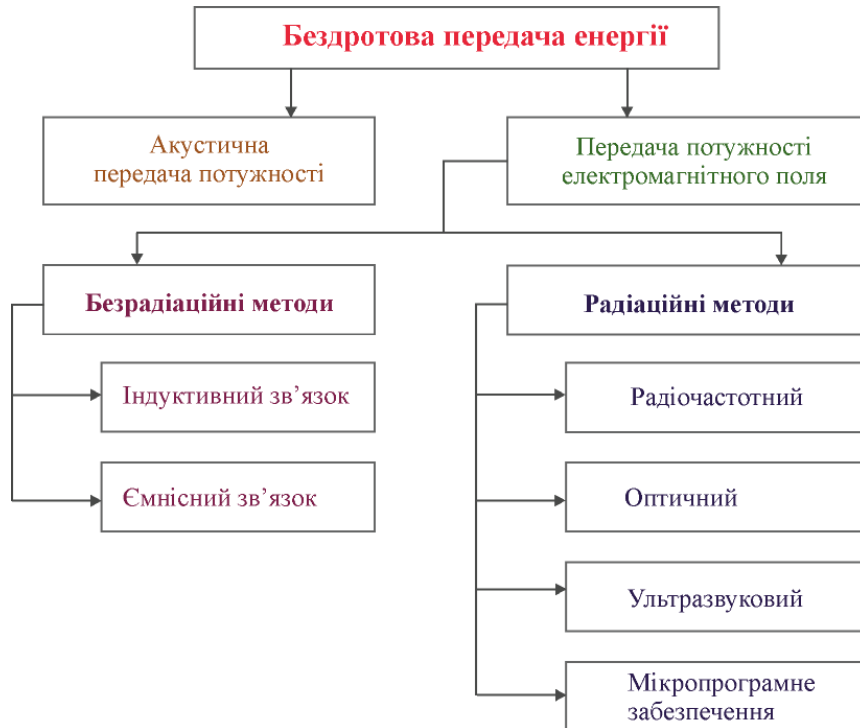 Бездротова передача енергії
Акустична
передача потужності
Передача потужності
електромагнітного поля
Безрадіаційні методи
Індуктивний зв’язок
Ємнісний зв’язок
Радіаційні методи
Радіочастотний
Оптичний
Ультразвуковий
Мікропрограмне
забезпечення